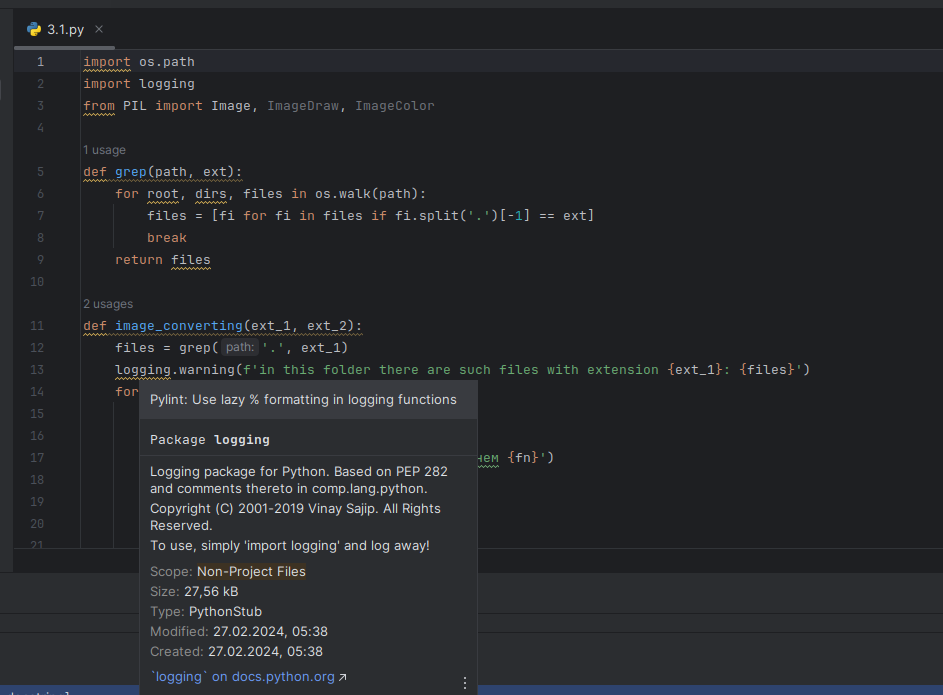 3.1.py
1 import os.path
2 import logging
3 from PIL import Image, ImageDraw, ImageColor
4
1 usage
5 def grep(path, ext):
6 for root, dirs, files in os.walk(path):
7 files = [fi for fi in files if fi.split('.')[-1] == ext]
8 break
9 return files
10
2 usages
11 def image_converting(ext_1, ext_2):
12 files = grep( path: '.', ext_1)
13 logging.warning(f'in this folder there are such files with extension {ext_1}: {files}')
14 for
15
16
17 {fn}')
18
19
20
21
Pylint: Use lazy % formatting in logging functions
Package logging
Logging package for Python. Based on PEP 282
and comments thereto in comp.lang.python.
Copyright (C) 2001-2019 Vinay Sajip. All Rights
Reserved.
To use, simply 'import logging' and log away!
Scope: Non-Project Files
Size: 27,56 kB
Type: PythonStub
Modified: 27.02.2024, 05:38
Created: 27.02.2024, 05:38
`logging` on docs.python.org